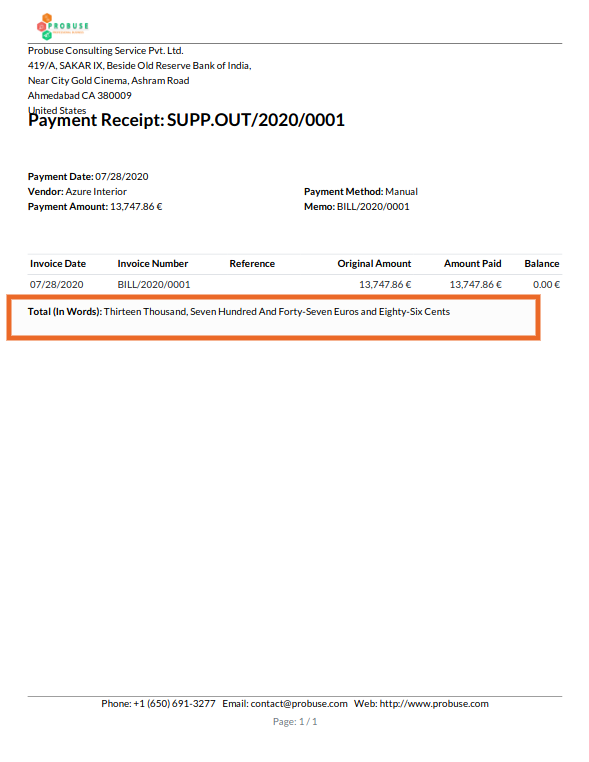 PROBUSE
Probuse Consulting Service Pvt. Ltd.
419/A, SAKAR IX, Beside Old Reserve Bank of India,
Near City Gold Cinema, Ashram Road
Ahmedabad CA 380009
United States
Payment Receipt: SUPP.OUT/2020/0001
Payment Date: 07/28/2020
Vendor: Azure Interior Payment Method: Manual
Payment Amount: 13,747.86 € Memo: BILL/2020/0001
Invoice Date Invoice Number Reference Original Amount Amount Paid Balance
07/28/2020 BILL/2020/0001 13,747.86 € 13,747.86 € 0.00 €
Total (In Words): Thirteen Thousand, Seven Hundred And Forty-Seven Euros and Eighty-Six Cents
Phone: +1 (650) 691-3277 Email: contact@probuse.com Web: http://www.probuse.com
Page: 1 / 1